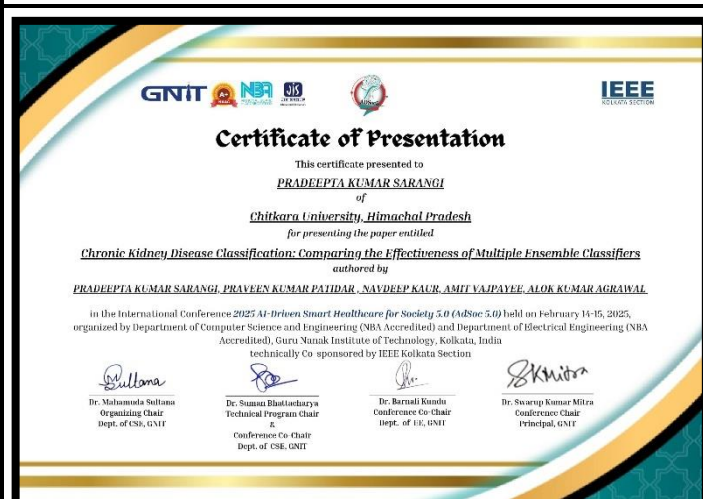 GNIT A+ NAAC NBA JIS ADSoc IEEE
KOLKATA SECTION
Certificate of Presentation
This certificate presented to
PRADEEPTA KUMAR SARANGI
of
Chitkara University, Himachal Pradesh
for presenting the paper entitled
Chronic Kidney Disease Classification: Comparing the Effectiveness of Multiple Ensemble Classifiers
authored by
PRADEEPTA KUMAR SARANGI, PRAVEEN KUMAR PATIDAR , NAVDEEP KAUR, AMIT VAJPAYEE, ALOK KUMAR AGRAWAL
in the International Conference 2025 AI-Driven Smart Healthcare for Society 5.0 (AdSoc 5.0) held on February 14-15, 2025,
organized by Department of Computer Science and Engineering (NBA Accredited) and Department of Electrical Engineering (NBA
Accredited), Guru Nanak Institute of Technology, Kolkata, India
technically Co-sponsored by IEEE Kolkata Section
Sultana
SKMitra
Dr. Mahamuda Sultana
Organizing Chair
Dept. of CSE, GNIT
Dr. Suman Bhattacharya
Technical Program Chair
&
Conference Co-Chair
Dept. of CSE, GNIT
Dr. Barnali Kundu
Conference Co-Chair
Dept. of EE, GNIT
Dr. Swarup Kumar Mitra
Conference Chair
Principal, GNIT